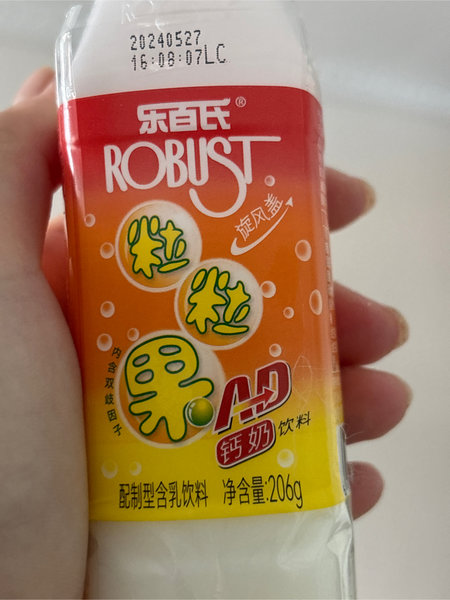 20240527
16:08:07LC
乐百氏®
ROBUST
旋风盖
粒
粒
果
内含双歧因子
AD
钙奶饮料
配制型含乳饮料 净含量:206g